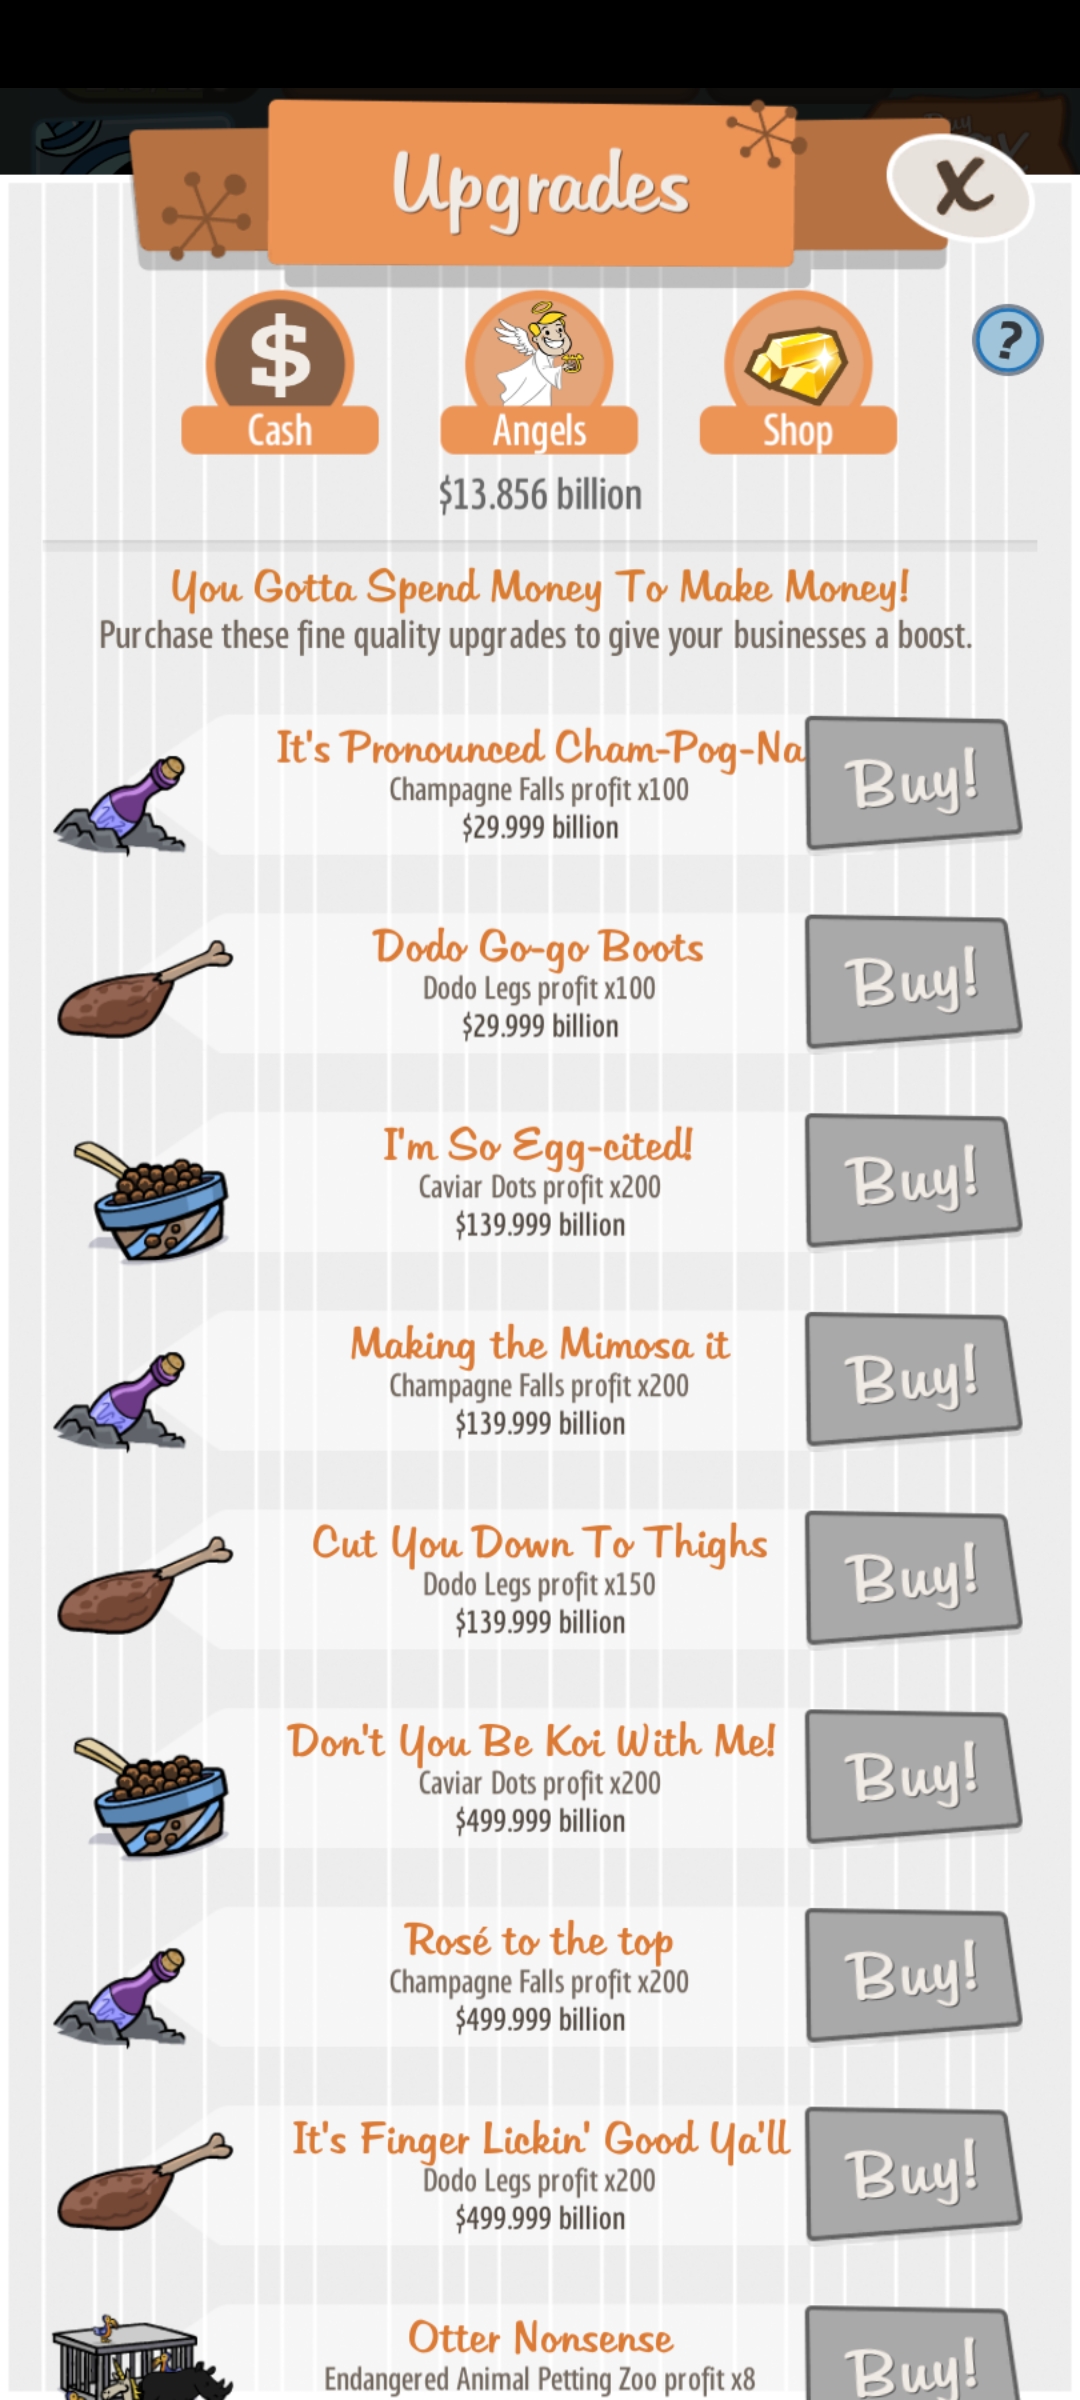 Upgrades
X
$
?
Cash
Angels
Shop
$13.856 billion
You Gotta Spend Money To Make Money!
Purchase these fine quality upgrades to give your businesses a boost.
It's Pronounced Cham-Pog-Na
Champagne Falls profit x100
$29.999 billion
Buy!
Dodo Go-go Boots
Dodo Legs profit x100
$29.999 billion
Buy!
I'm So Egg-cited!
Caviar Dots profit x200
$139.999 billion
Buy!
Making the Mimosa it
Champagne Falls profit x200
$139.999 billion
Buy!
Cut You Down To Thighs
Dodo Legs profit x150
$139.999 billion
Buy!
Don't You Be Koi With Me!
Caviar Dots profit x200
$499.999 billion
Buy!
Rosé to the top
Champagne Falls profit x200
$499.999 billion
Buy!
It's Finger Lickin' Good Ya'll
Dodo Legs profit x200
$499.999 billion
Buy!
Otter Nonsense
Endangered Animal Petting Zoo profit x8
Buy!